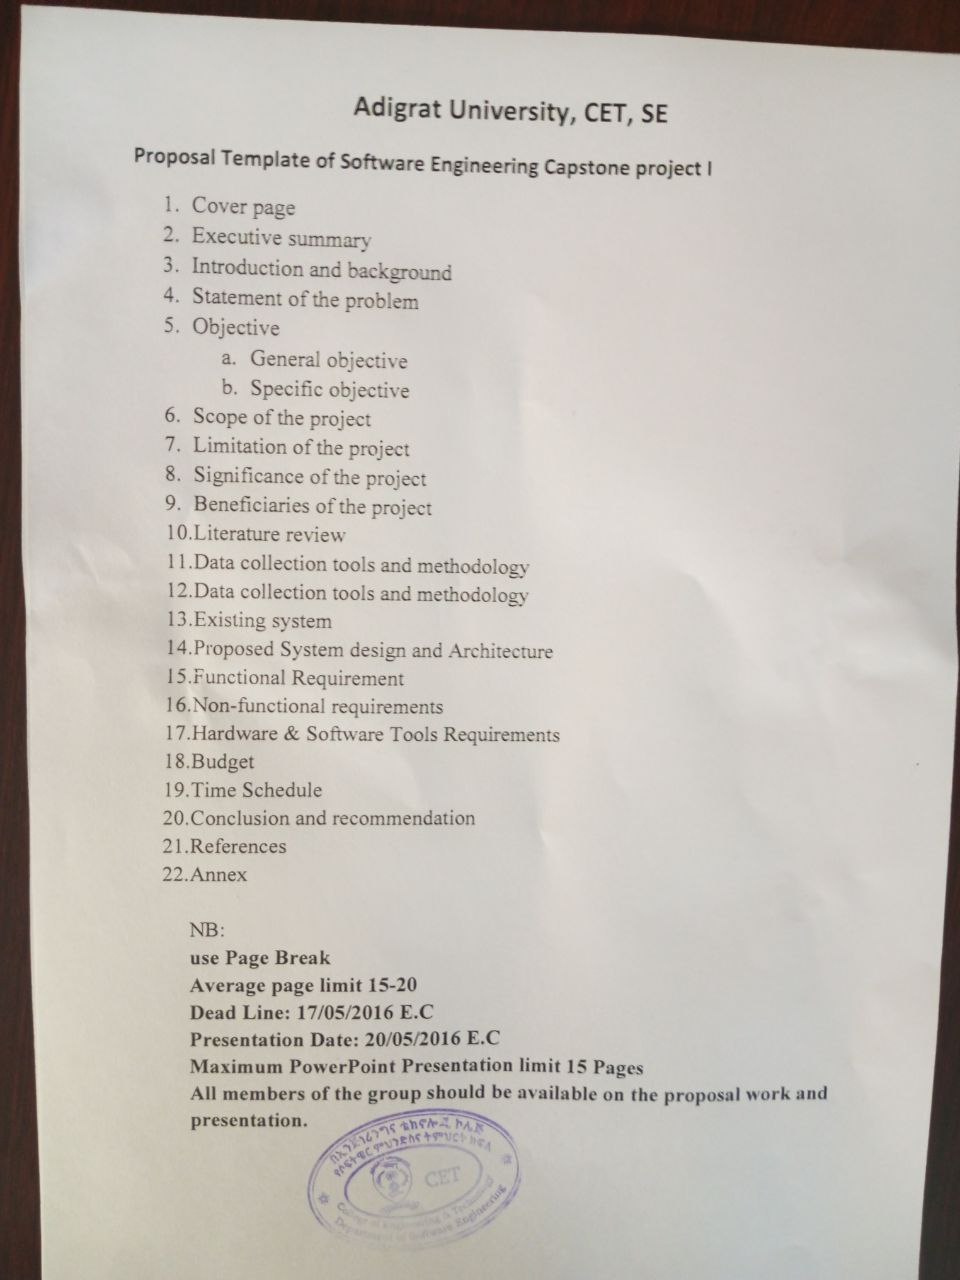 Adigrat University, CET, SE
Proposal Template of Software Engineering Capstone project I
1. Cover page
2. Executive summary
3. Introduction and background
4. Statement of the problem
5. Objective
a. General objective
b. Specific objective
6. Scope of the project
7. Limitation of the project
8. Significance of the project
9. Beneficiaries of the project
10.Literature review
11.Data collection tools and methodology
12.Data collection tools and methodology
13.Existing system
14.Proposed System design and Architecture
15.Functional Requirement
16.Non-functional requirements
17.Hardware & Software Tools Requirements
18.Budget
19.Time Schedule
20.Conclusion and recommendation
21.References
22.Annex
NB:
use Page Break
Average page limit 15-20
Dead Line: 17/05/2016 E.C
Presentation Date: 20/05/2016 E.C
Maximum PowerPoint Presentation limit 15 Pages
All members of the group should be available on the proposal work and
presentation.
በኢንጂነሪንግና ቴክኖሎጂ ኮሌጅ
የሶፍትዌር ምህንድስና ትምህርት ክፍል
CET
College of Engineering & Technology
Department of Software Engineering